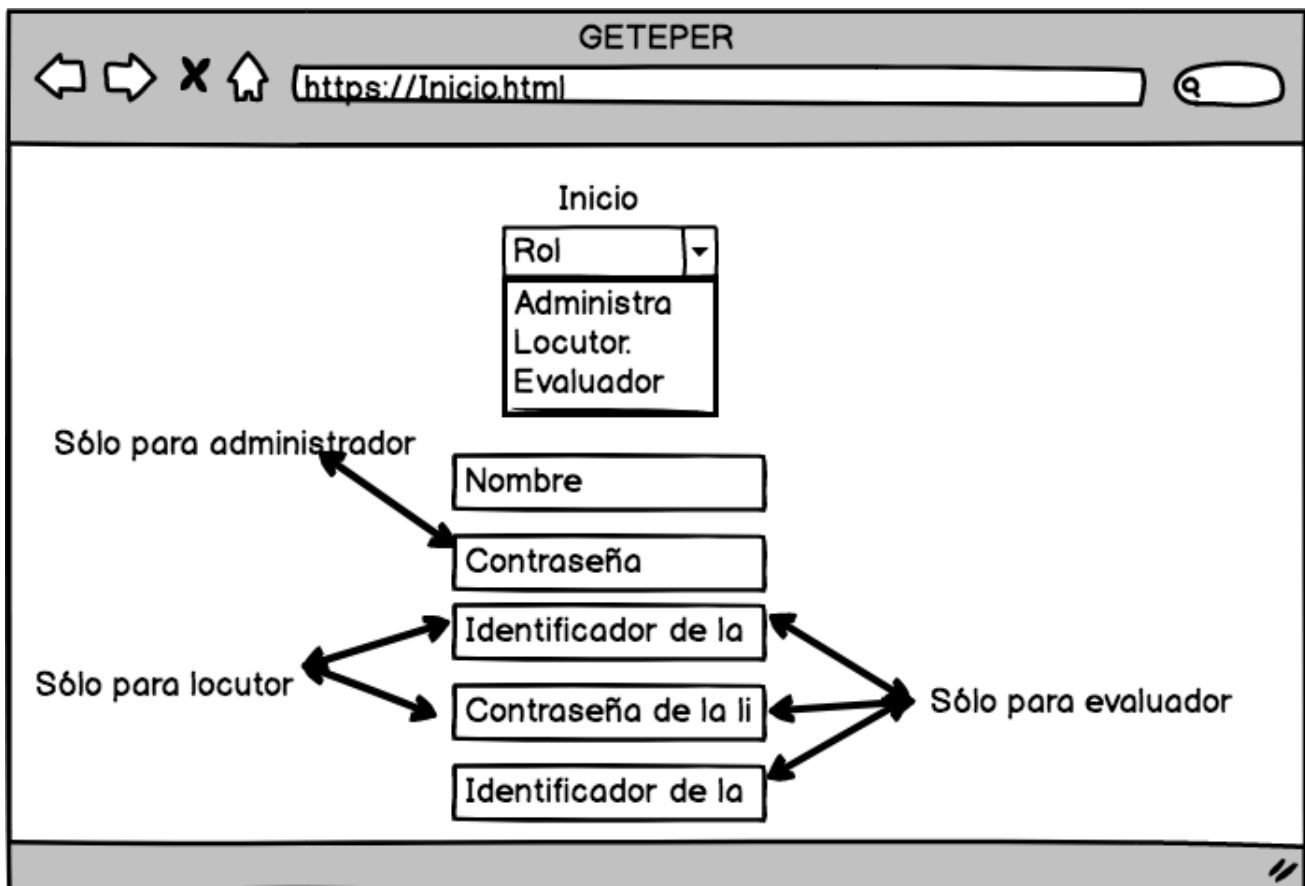 GETEPER
https://Inicio.html
Inicio
Rol
Administra
Locutor.
Evaluador
Sólo para administrador
Nombre
Contraseña
Identificador de la
Sólo para locutor
Contraseña de la li
Sólo para evaluador
Identificador de la